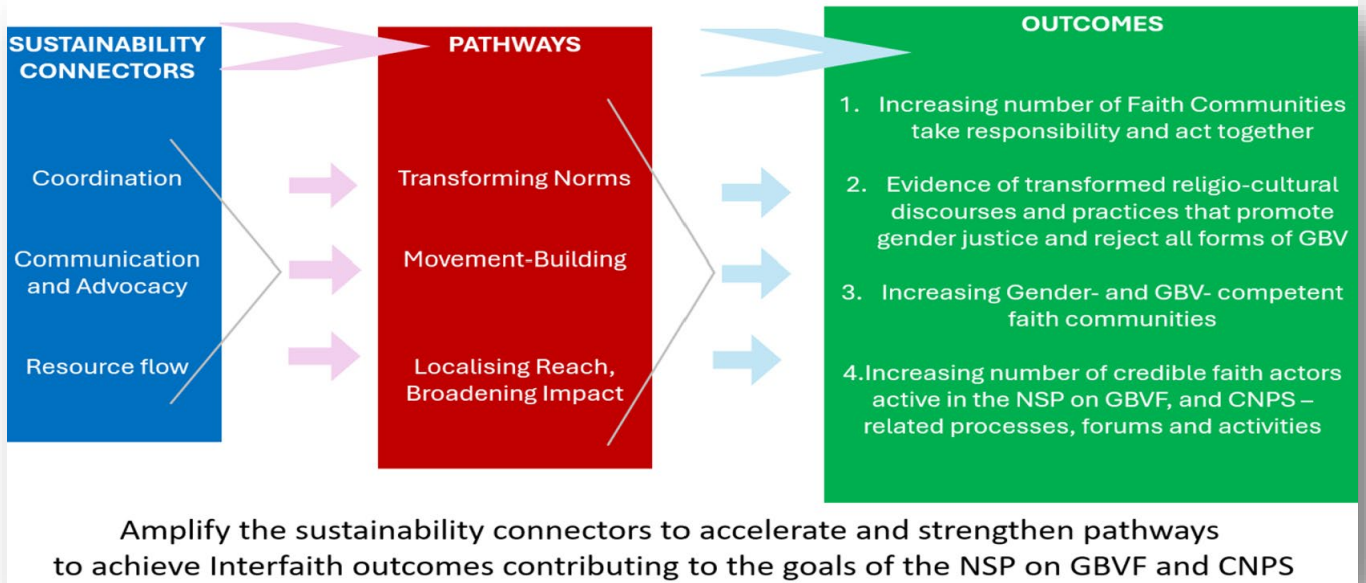 SUSTAINABILITY
CONNECTORS
Coordination
Communication
and Advocacy
Resource flow
PATHWAYS
Transforming Norms
Movement-Building
Localising Reach,
Broadening Impact
OUTCOMES
1. Increasing number of Faith Communities
take responsibility and act together
2. Evidence of transformed religio-cultural
discourses and practices that promote
gender justice and reject all forms of GBV
3. Increasing Gender- and GBV- competent
faith communities
4.Increasing number of credible faith actors
active in the NSP on GBVF, and CNPS –
related processes, forums and activities
Amplify the sustainability connectors to accelerate and strengthen pathways
to achieve Interfaith outcomes contributing to the goals of the NSP on GBVF and CNPS